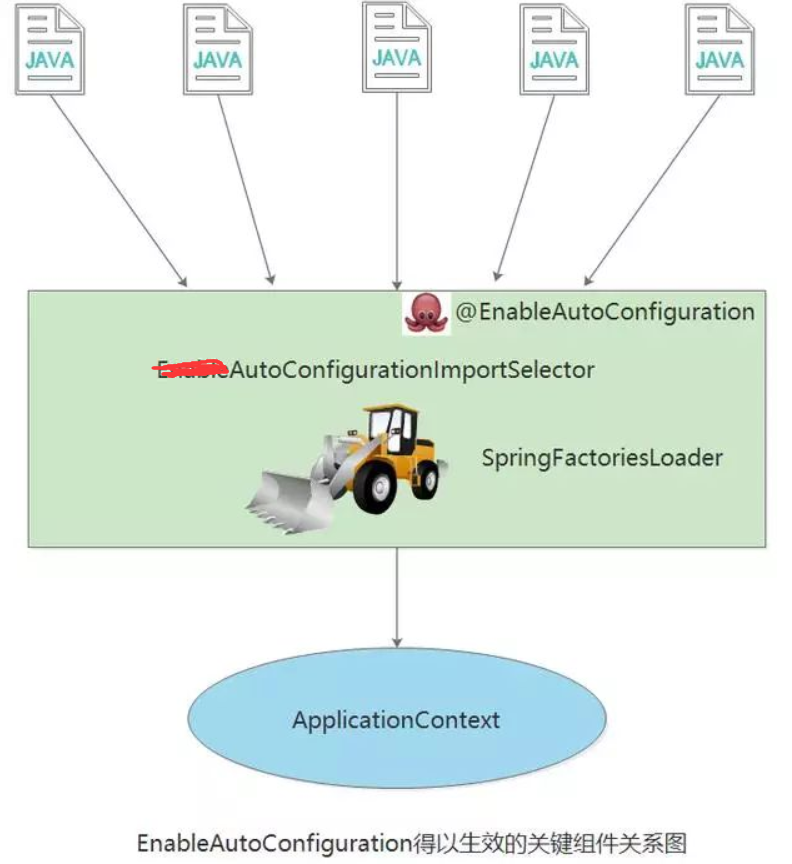 JAVA JAVA JAVA JAVA JAVA
@EnableAutoConfiguration
EnableAutoConfigurationImportSelector
SpringFactoriesLoader
ApplicationContext
EnableAutoConfiguration得以生效的关键组件关系图